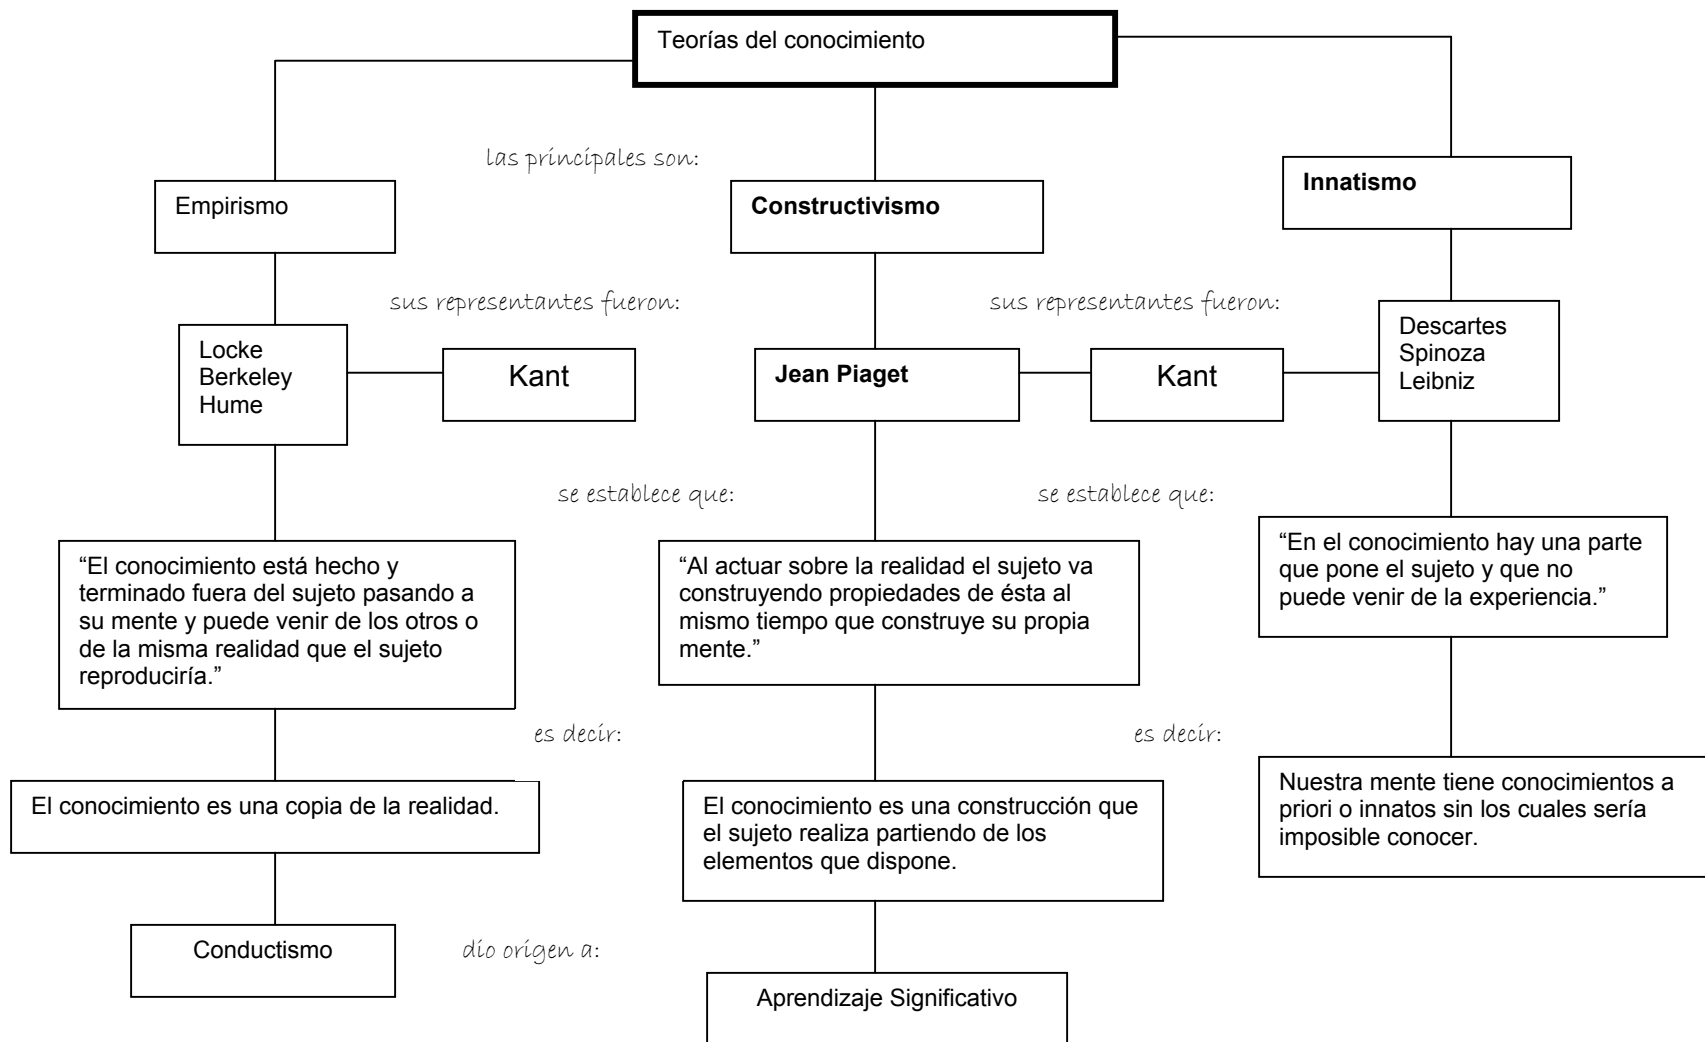 Teorías del conocimiento
las principales son:
Empirismo
Constructivismo
Innatismo
sus representantes fueron:
sus representantes fueron:
Locke
Berkeley
Hume
Kant
Jean Piaget
Kant
Descartes
Spinoza
Leibniz
se establece que:
se establece que:
“El conocimiento está hecho y
terminado fuera del sujeto pasando a
su mente y puede venir de los otros o
de la misma realidad que el sujeto
reproduciría.”
“Al actuar sobre la realidad el sujeto va
construyendo propiedades de ésta al
mismo tiempo que construye su propia
mente.”
“En el conocimiento hay una parte
que pone el sujeto y que no
puede venir de la experiencia.”
es decir:
es decir:
El conocimiento es una copia de la realidad.
El conocimiento es una construcción que
el sujeto realiza partiendo de los
elementos que dispone.
Nuestra mente tiene conocimientos a
priori o innatos sin los cuales sería
imposible conocer.
Conductismo
dio orígen a:
Aprendizaje Significativo